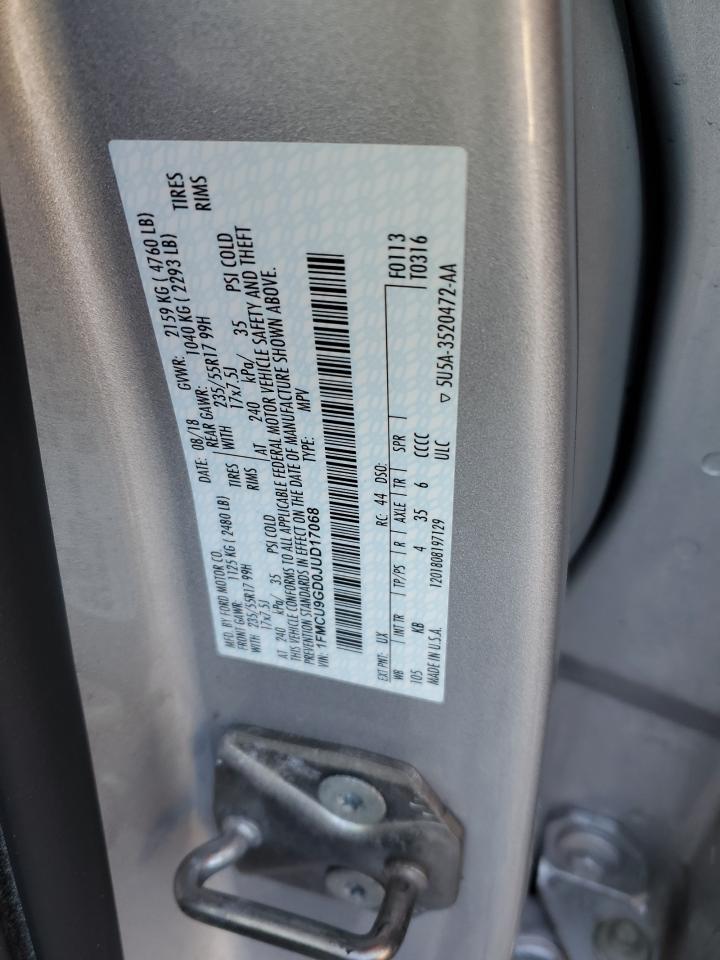 MFD. BY FORD MOTOR CO.
DATE: 08/18 GVWR: 2159 KG ( 4760 LB)
FRONT GAWR: 1125 KG ( 2480 LB) REAR GAWR: 1040 KG ( 2293 LB)
WITH 235/55R17 99H TIRES WITH 235/55R17 99H TIRES
17x7.5J RIMS 17x7.5J RIMS
AT 240 kPa/ 35 PSI COLD AT 240 kPa/ 35 PSI COLD
THIS VEHICLE CONFORMS TO ALL APPLICABLE FEDERAL MOTOR VEHICLE SAFETY AND THEFT
PREVENTION STANDARDS IN EFFECT ON THE DATE OF MANUFACTURE SHOWN ABOVE.
VIN: 1FMCU9GD0JUD17068 TYPE: MPV
EXT PNT: UX RC: 44 DSO: F0113
WB INT TR TP/PS R AXLE TR SPR T0316
105 KB 4 35 6 CCCC
MADE IN U.S.A. 1201808197129 ULC ▽ 5U5A-3520472-AA